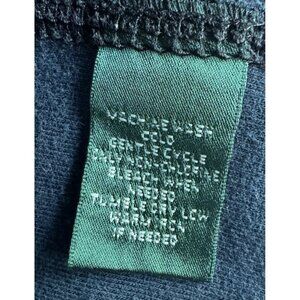 MACHINE WASH
COLD
GENTLE CYCLE
ONLY NON-CHLORINE
BLEACH WHEN
NEEDED
TUMBLE DRY LOW
WARM IRON
IF NEEDED